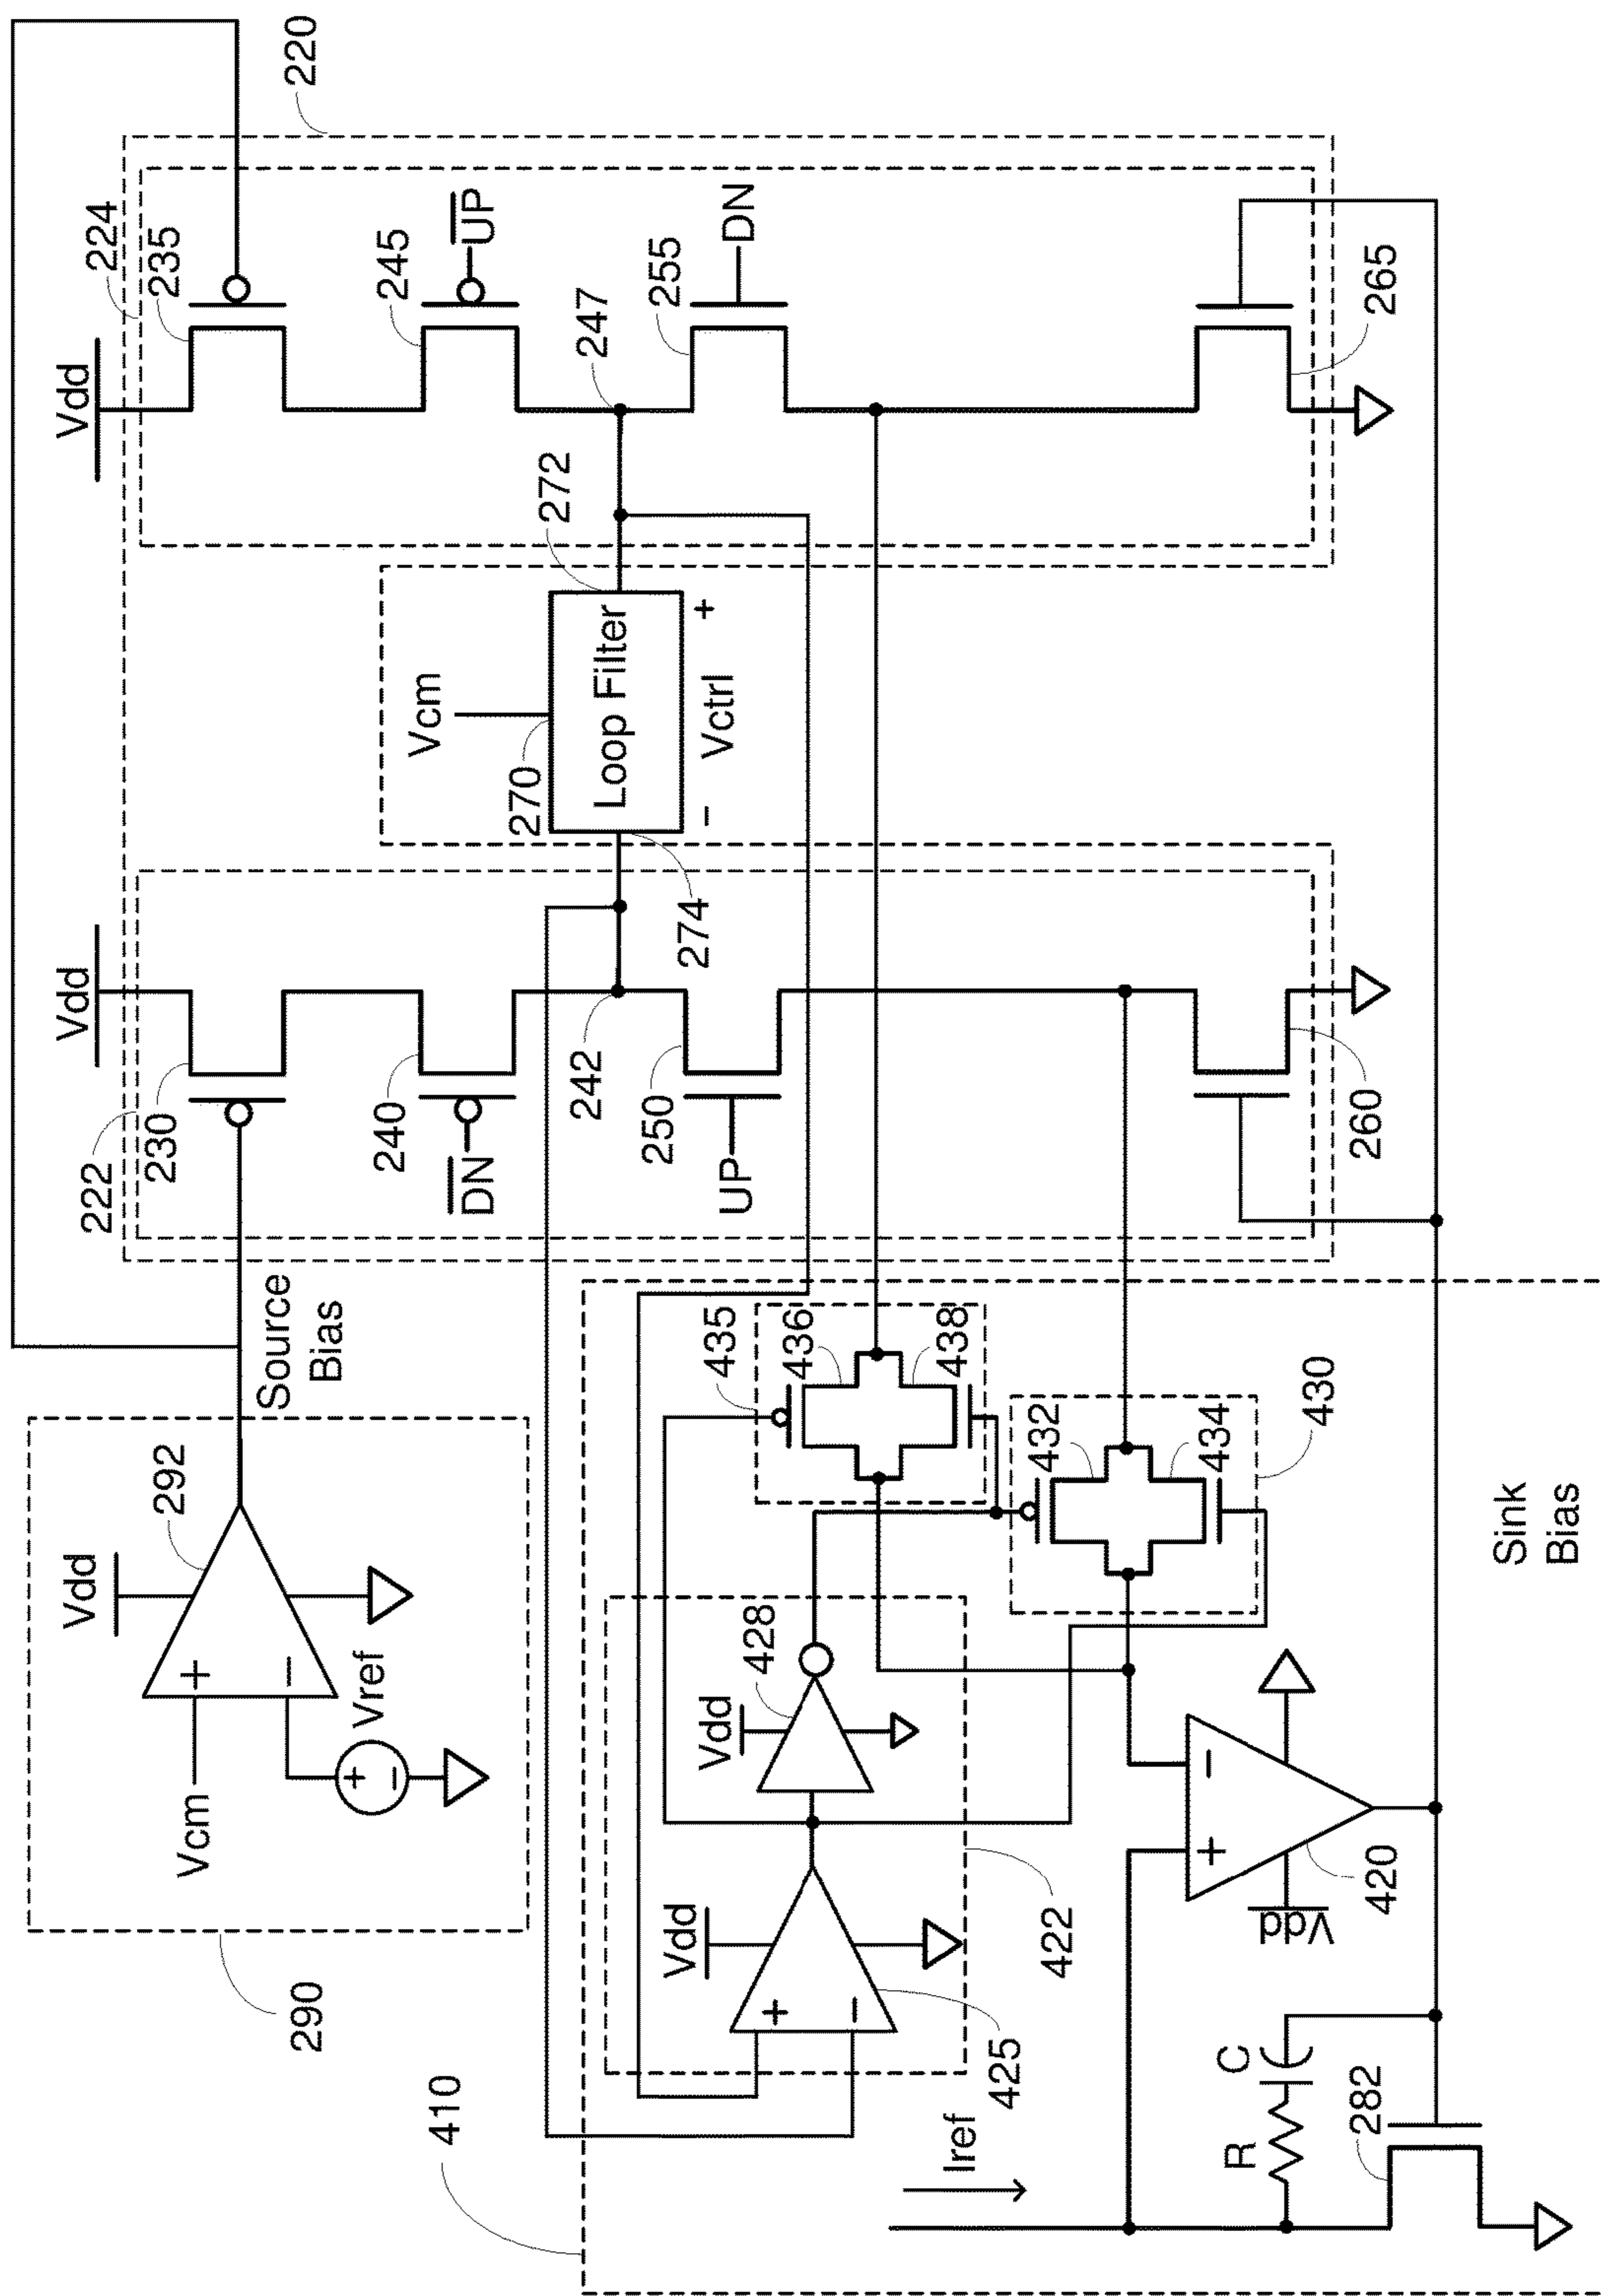 220
Vdd
224
235
245
U̅P̅
247
255
DN
265
272
Vcm
270
Loop Filter
− Vctrl +
274
Vdd
222
230
240
D̅N̅
242
250
UP
260
Source
Bias
290
292
Vdd
Vcm
+
−
Vref
+
−
410
422
425
Vdd
+
−
428
Vdd
435
436
438
430
432
434
420
Vdd
+
−
Iref
R
C
282
Sink
Bias